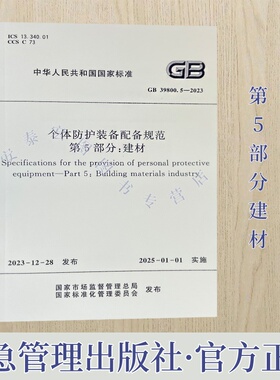 ICS 13.340.01
CCS C 73
GB
中华人民共和国国家标准
GB 39800.5—2023
个体防护装备配备规范
第5部分：建材
Specifications for the provision of personal protective
equipment—Part 5: Building materials industry
2023-12-28 发布
2025-01-01 实施
国家市场监督管理总局
国家标准化管理委员会
发布
第5部分建材
急管理出版社·官方正